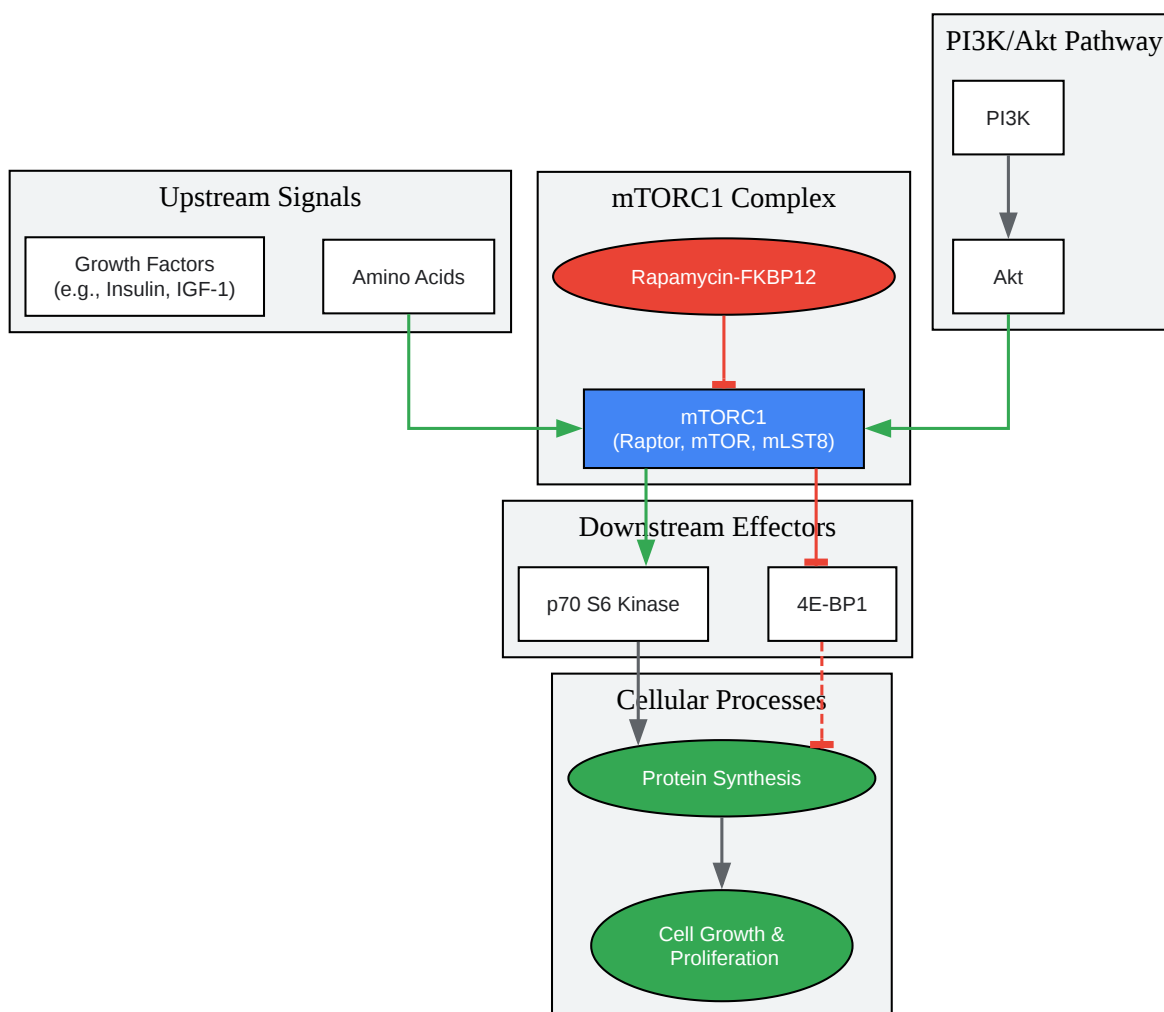 PI3K/Akt Pathway
PI3K
Akt
Upstream Signals
Growth Factors
(e.g., Insulin, IGF-1)
Amino Acids
mTORC1 Complex
Rapamycin-FKBP12
mTORC1
(Raptor, mTOR, mLST8)
Downstream Effectors
p70 S6 Kinase
4E-BP1
Cellular Processes
Protein Synthesis
Cell Growth &
Proliferation